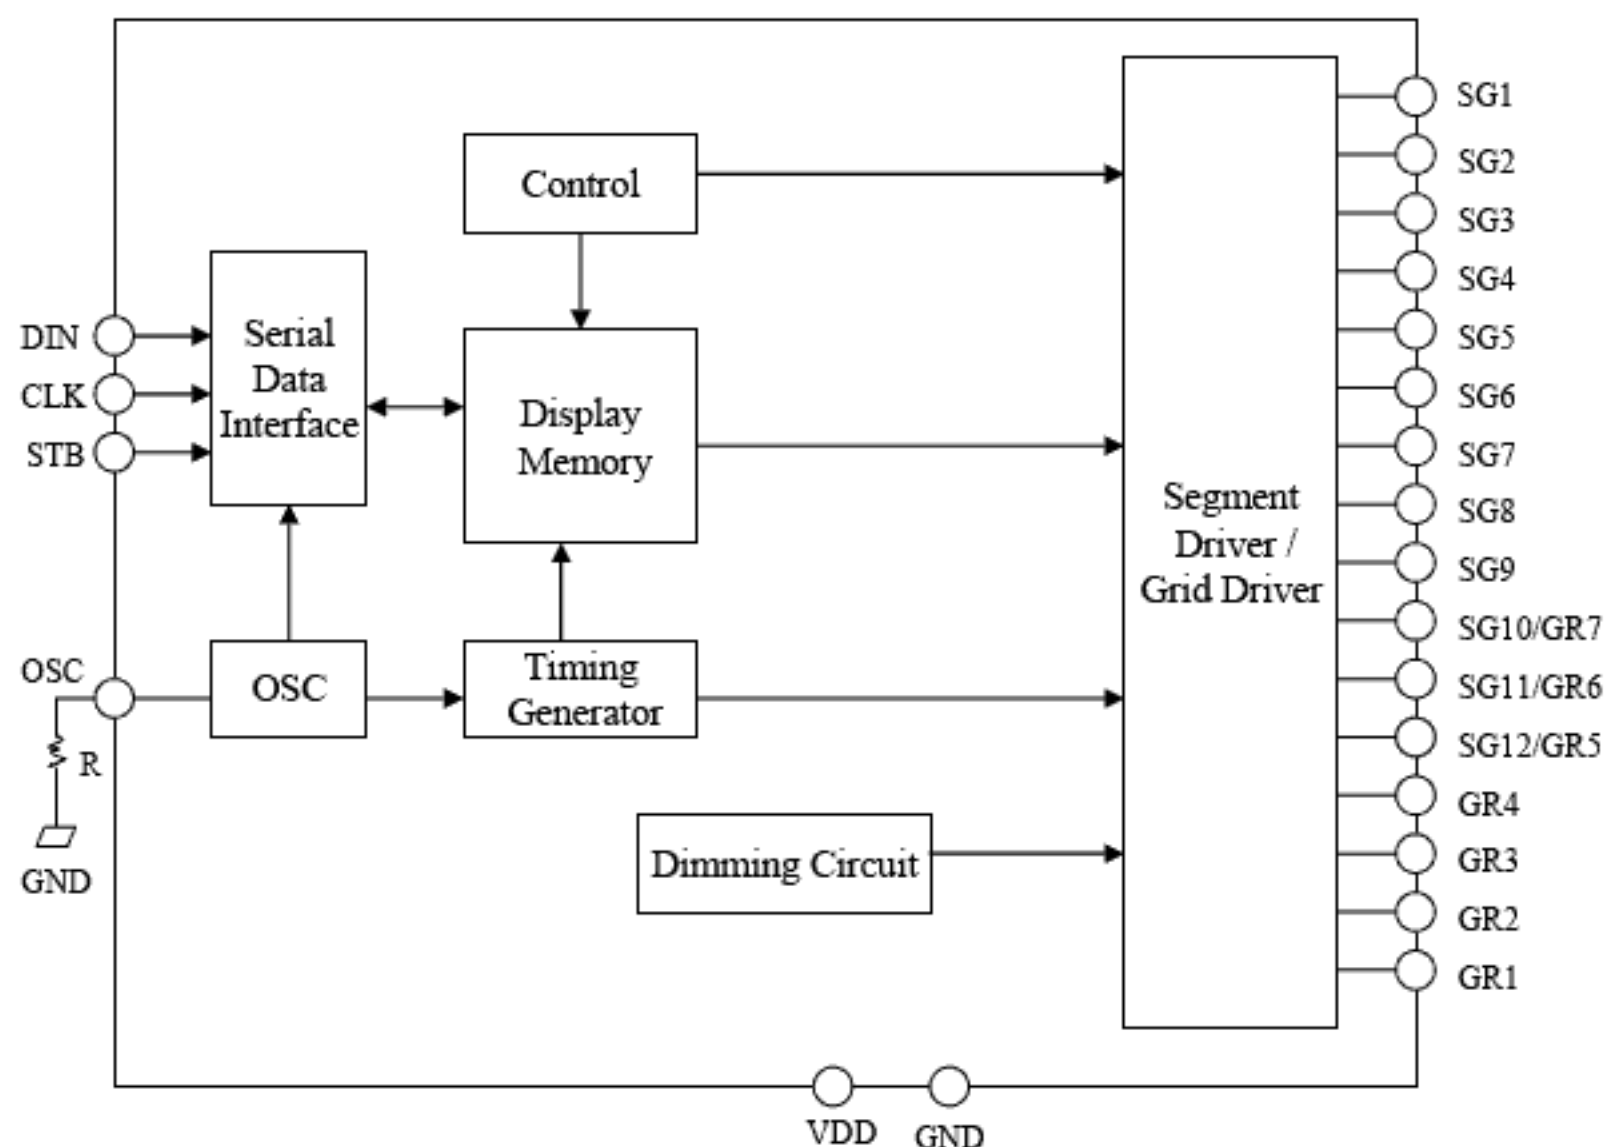 SG1
SG2
Control
SG3
SG4
DIN
Serial
Data
Interface
SG5
CLK
SG6
Display
Memory
STB
SG7
Segment
Driver /
Grid Driver
SG8
SG9
SG10/GR7
OSC
OSC
Timing
Generator
SG11/GR6
SG12/GR5
R
GR4
Dimming Circuit
GR3
GND
GR2
GR1
VDD
GND